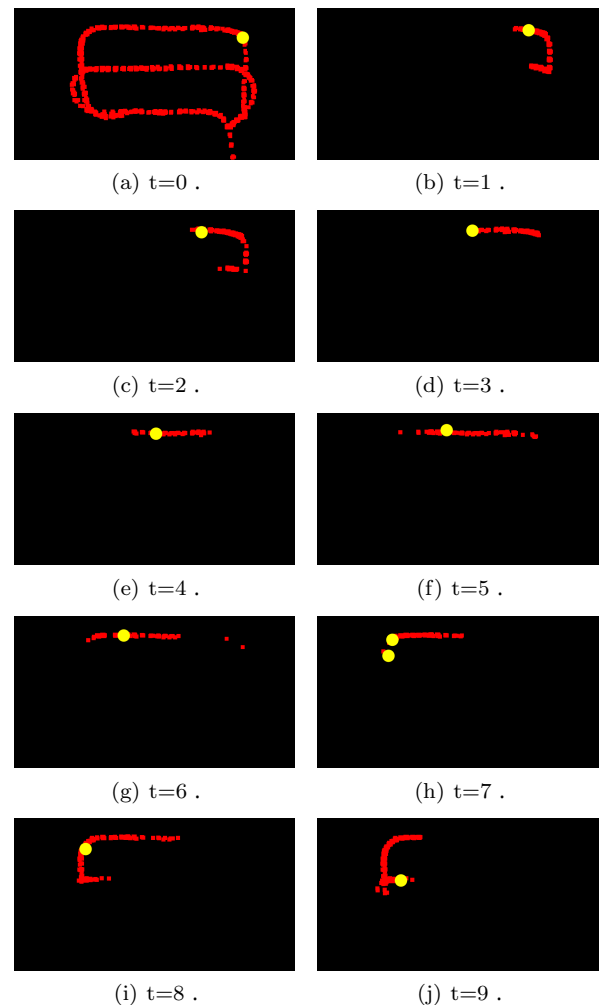 (a) t=0 .
(b) t=1 .
(c) t=2 .
(d) t=3 .
(e) t=4 .
(f) t=5 .
(g) t=6 .
(h) t=7 .
(i) t=8 .
(j) t=9 .